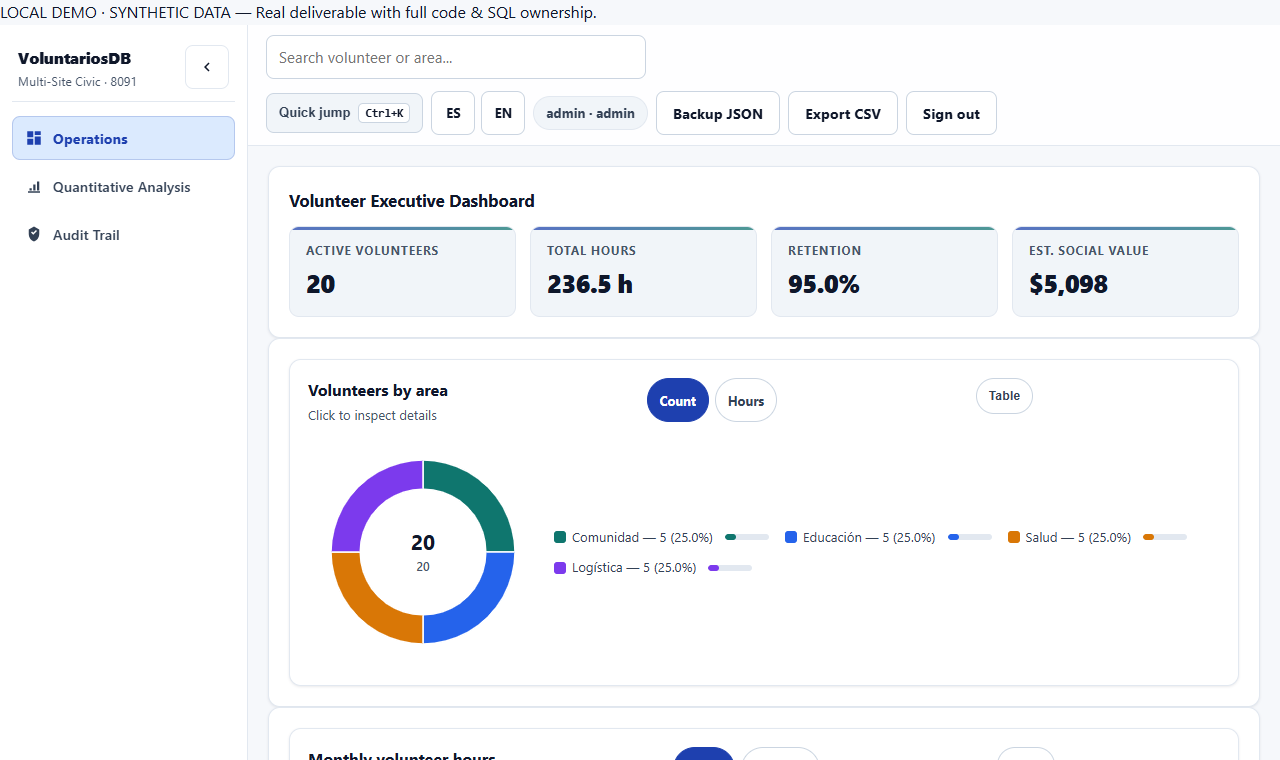 LOCAL DEMO · SYNTHETIC DATA — Real deliverable with full code & SQL ownership.
VoluntariosDB
Multi-Site Civic · 8091
Operations
Quantitative Analysis
Audit Trail
Search volunteer or area...
Quick jump Ctrl+K ES EN admin · admin Backup JSON Export CSV Sign out
Volunteer Executive Dashboard
ACTIVE VOLUNTEERS
20
TOTAL HOURS
236.5 h
RETENTION
95.0%
EST. SOCIAL VALUE
$5,098
Volunteers by area
Click to inspect details
Count Hours
Table
20
20
Comunidad — 5 (25.0%) Educación — 5 (25.0%) Salud — 5 (25.0%)
Logística — 5 (25.0%)
Monthly volunteer hours